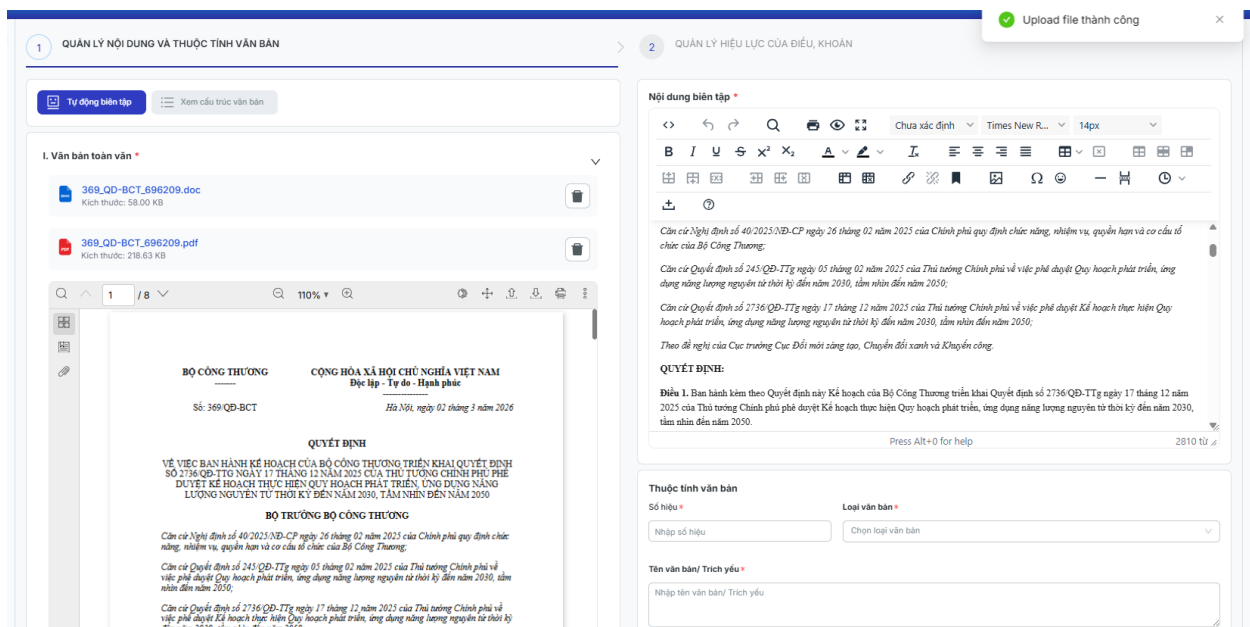 Upload file thành công
1 QUẢN LÝ NỘI DUNG VÀ THUỘC TÍNH VĂN BẢN
2 QUẢN LÝ HIỆU LỰC CỦA ĐIỀU, KHOẢN
Tự động biên tập
Xem cấu trúc văn bản
I. Văn bản toàn văn *
369_QD-BCT_696209.doc
Kích thước: 58.00 KB
369_QD-BCT_696209.pdf
Kích thước: 218.63 KB
1 / 8
110%
BỘ CÔNG THƯƠNG
-------
CỘNG HÒA XÃ HỘI CHỦ NGHĨA VIỆT NAM
Độc lập - Tự do - Hạnh phúc
---------------
Số: 369/QĐ-BCT
Hà Nội, ngày 02 tháng 3 năm 2026
QUYẾT ĐỊNH
VỀ VIỆC BAN HÀNH KẾ HOẠCH CỦA BỘ CÔNG THƯƠNG TRIỂN KHAI QUYẾT ĐỊNH
SỐ 2736/QĐ-TTG NGÀY 17 THÁNG 12 NĂM 2025 CỦA THỦ TƯỚNG CHÍNH PHỦ PHÊ
DUYỆT KẾ HOẠCH THỰC HIỆN QUY HOẠCH PHÁT TRIỂN, ỨNG DỤNG NĂNG
LƯỢNG NGUYÊN TỬ THỜI KỲ ĐẾN NĂM 2030, TẦM NHÌN ĐẾN NĂM 2050
BỘ TRƯỞNG BỘ CÔNG THƯƠNG
Căn cứ Nghị định số 40/2025/NĐ-CP ngày 26 tháng 02 năm 2025 của Chính phủ quy định chức
năng, nhiệm vụ, quyền hạn và cơ cấu tổ chức của Bộ Công Thương;
Căn cứ Quyết định số 245/QĐ-TTg ngày 05 tháng 02 năm 2025 của Thủ tướng Chính phủ về
việc phê duyệt Quy hoạch phát triển, ứng dụng năng lượng nguyên tử thời kỳ đến năm 2030, tầm
nhìn đến năm 2050;
Căn cứ Quyết định số 2736/QĐ-TTg ngày 17 tháng 12 năm 2025 của Thủ tướng Chính phủ về
việc phê duyệt Kế hoạch thực hiện Quy hoạch phát triển, ứng dụng năng lượng nguyên tử thời kỳ
Nội dung biên tập *
Chưa xác định
Times New R...
14px
Căn cứ Nghị định số 40/2025/NĐ-CP ngày 26 tháng 02 năm 2025 của Chính phủ quy định chức năng, nhiệm vụ, quyền hạn và cơ cấu tổ
chức của Bộ Công Thương;
Căn cứ Quyết định số 245/QĐ-TTg ngày 05 tháng 02 năm 2025 của Thủ tướng Chính phủ về việc phê duyệt Quy hoạch phát triển, ứng
dụng năng lượng nguyên tử thời kỳ đến năm 2030, tầm nhìn đến năm 2050;
Căn cứ Quyết định số 2736/QĐ-TTg ngày 17 tháng 12 năm 2025 của Thủ tướng Chính phủ về việc phê duyệt Kế hoạch thực hiện Quy
hoạch phát triển, ứng dụng năng lượng nguyên tử thời kỳ đến năm 2030, tầm nhìn đến năm 2050;
Theo đề nghị của Cục trưởng Cục Đổi mới sáng tạo, Chuyển đổi xanh và Khuyến công.
QUYẾT ĐỊNH:
Điều 1. Ban hành kèm theo Quyết định này Kế hoạch của Bộ Công Thương triển khai Quyết định số 2736/QĐ-TTg ngày 17 tháng 12 năm
2025 của Thủ tướng Chính phủ phê duyệt Kế hoạch thực hiện Quy hoạch phát triển, ứng dụng năng lượng nguyên tử thời kỳ đến năm 2030,
tầm nhìn đến năm 2050.
Press Alt+0 for help
2810 từ
Thuộc tính văn bản
Số hiệu *
Loại văn bản *
Nhập số hiệu
Chọn loại văn bản
Tên văn bản/ Trích yếu *
Nhập tên văn bản/ Trích yếu